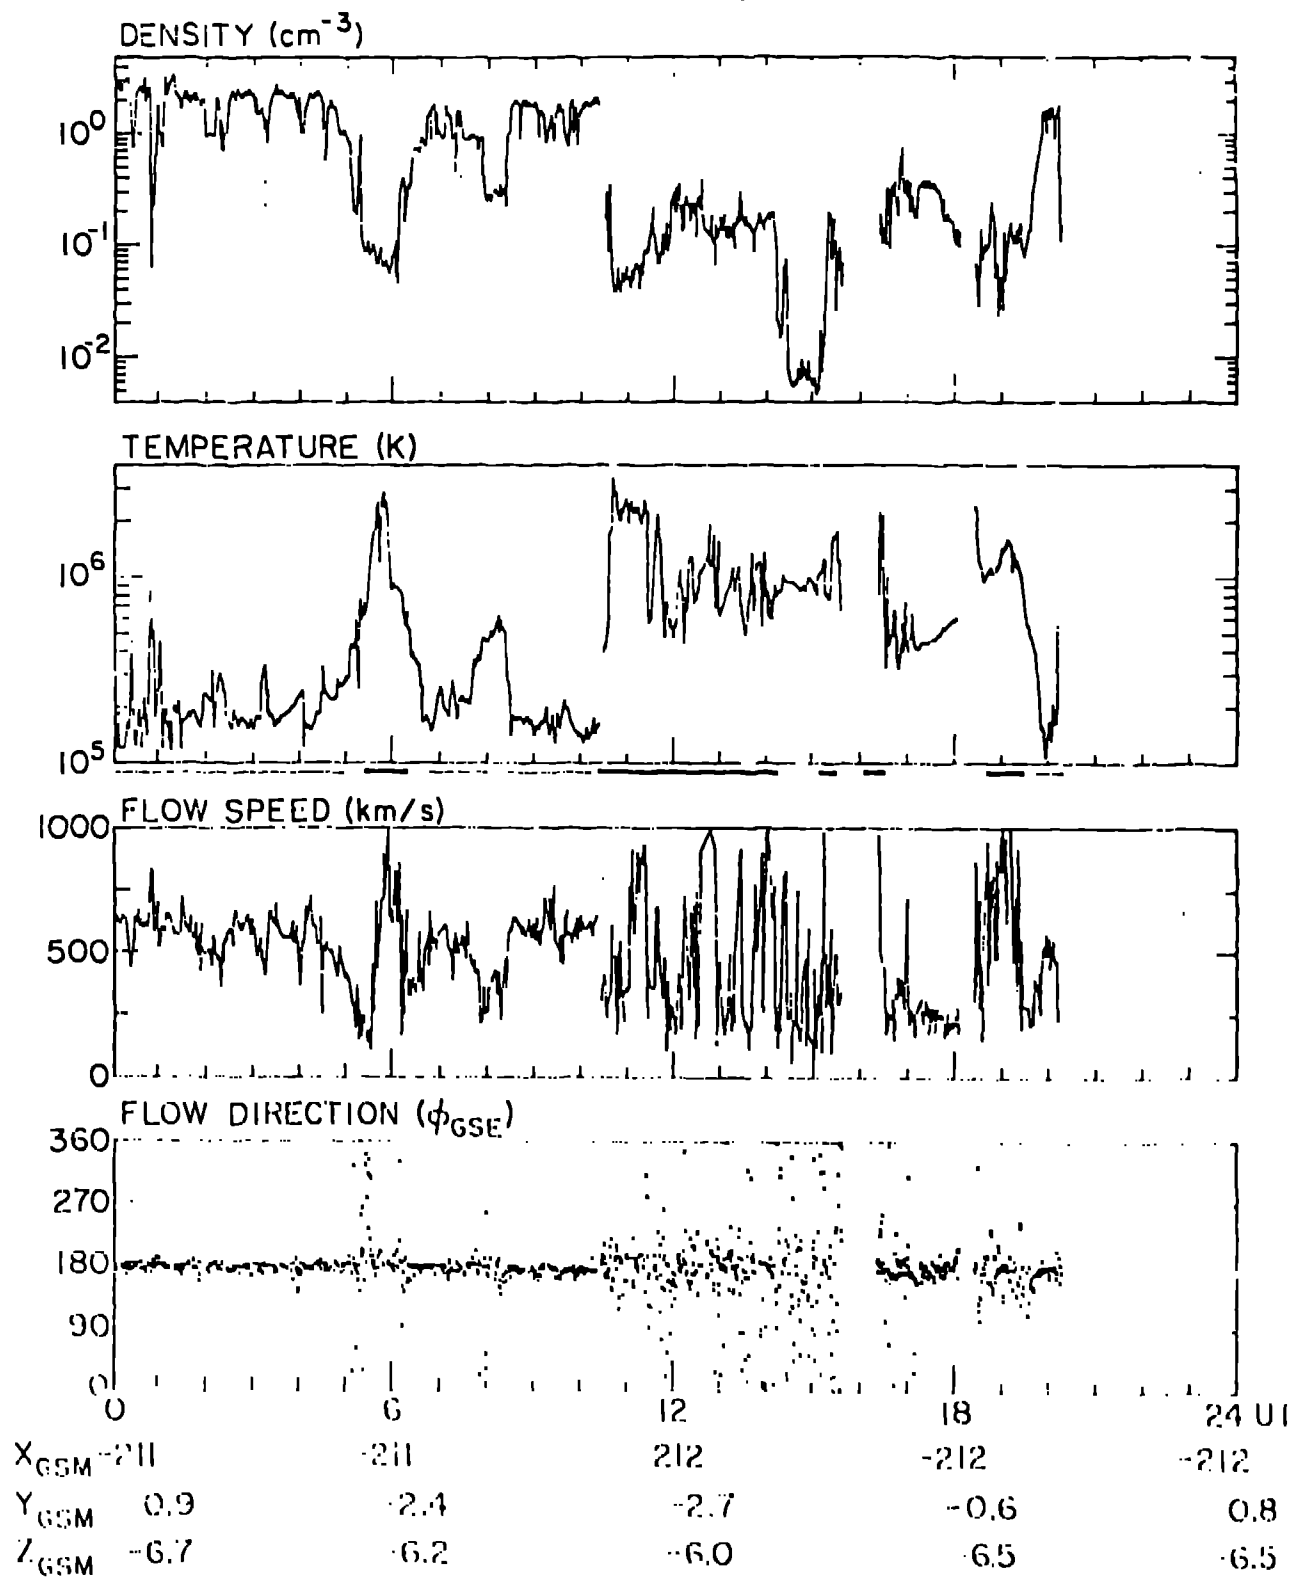 DENSITY (cm⁻³)
10⁰
10⁻¹
10⁻²
TEMPERATURE (K)
10⁶
10⁵
FLOW SPEED (km/s)
1000
500
0
FLOW DIRECTION (ϕGSE)
360
270
180
90
0
0 6 12 18 24 UT
XGSM -211 -211 212 -212 -212
YGSM 0.9 -2.4 -2.7 -0.6 0.8
ZGSM -6.7 -6.2 -6.0 6.5 -6.5